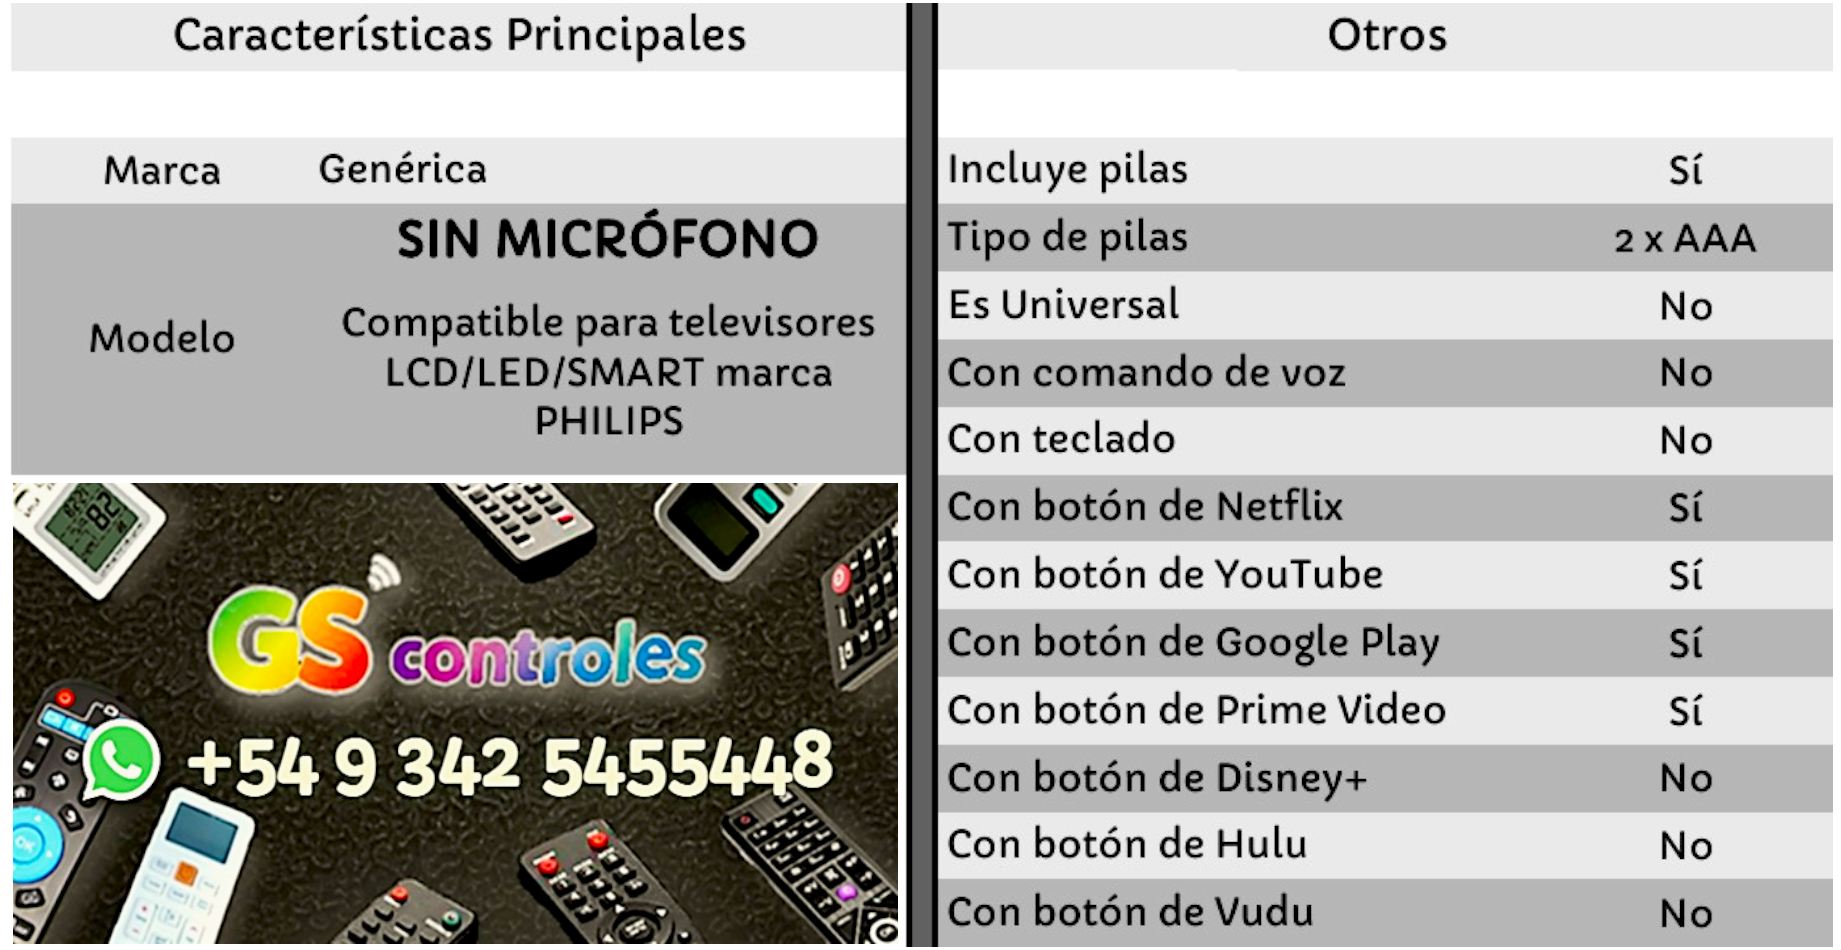 Características Principales
Marca Genérica
Modelo
SIN MICRÓFONO
Compatible para televisores
LCD/LED/SMART marca
PHILIPS
GS controles
+54 9 342 5455448
OK
Otros
Incluye pilas Sí
Tipo de pilas 2 x AAA
Es Universal No
Con comando de voz No
Con teclado No
Con botón de Netflix Sí
Con botón de YouTube Sí
Con botón de Google Play Sí
Con botón de Prime Video Sí
Con botón de Disney+ No
Con botón de Hulu No
Con botón de Vudu No